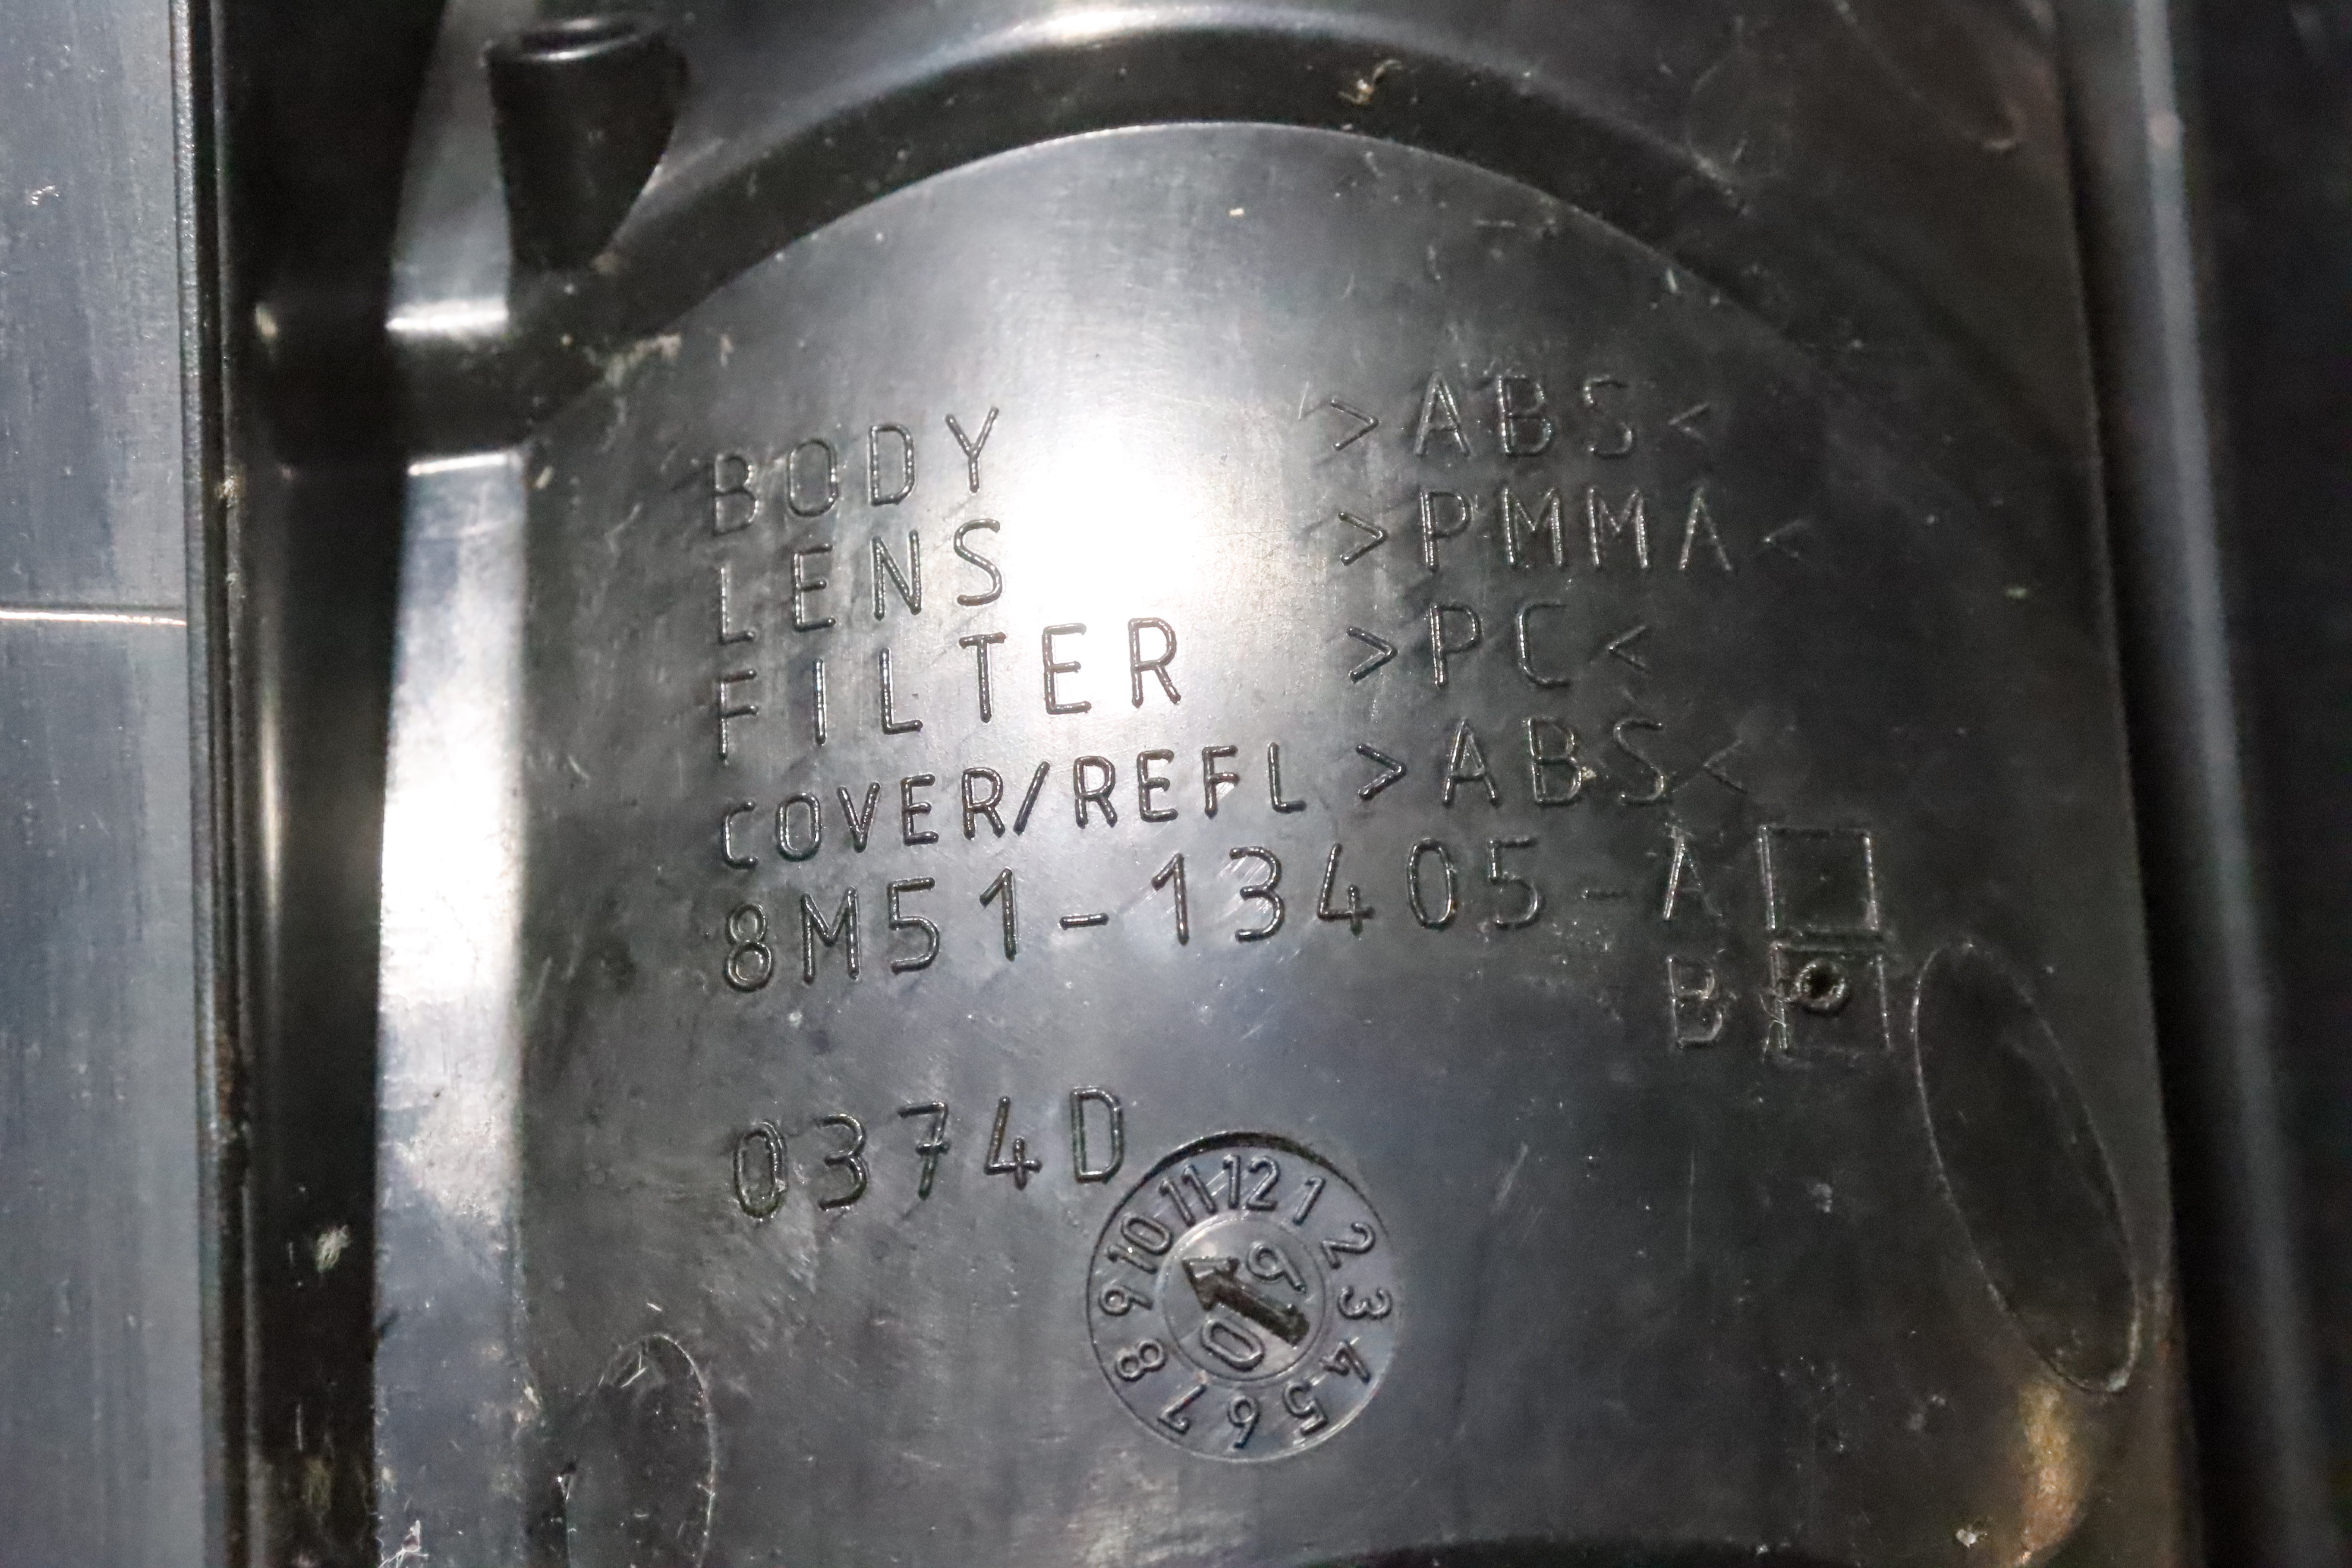 BODY >ABS<
LENS >PMMA<
FILTER >PC<
COVER/REFL >ABS<
8M51-13405-A
B
0374D
12 1 2 3 4 5 6 7 8 9 10 11
09